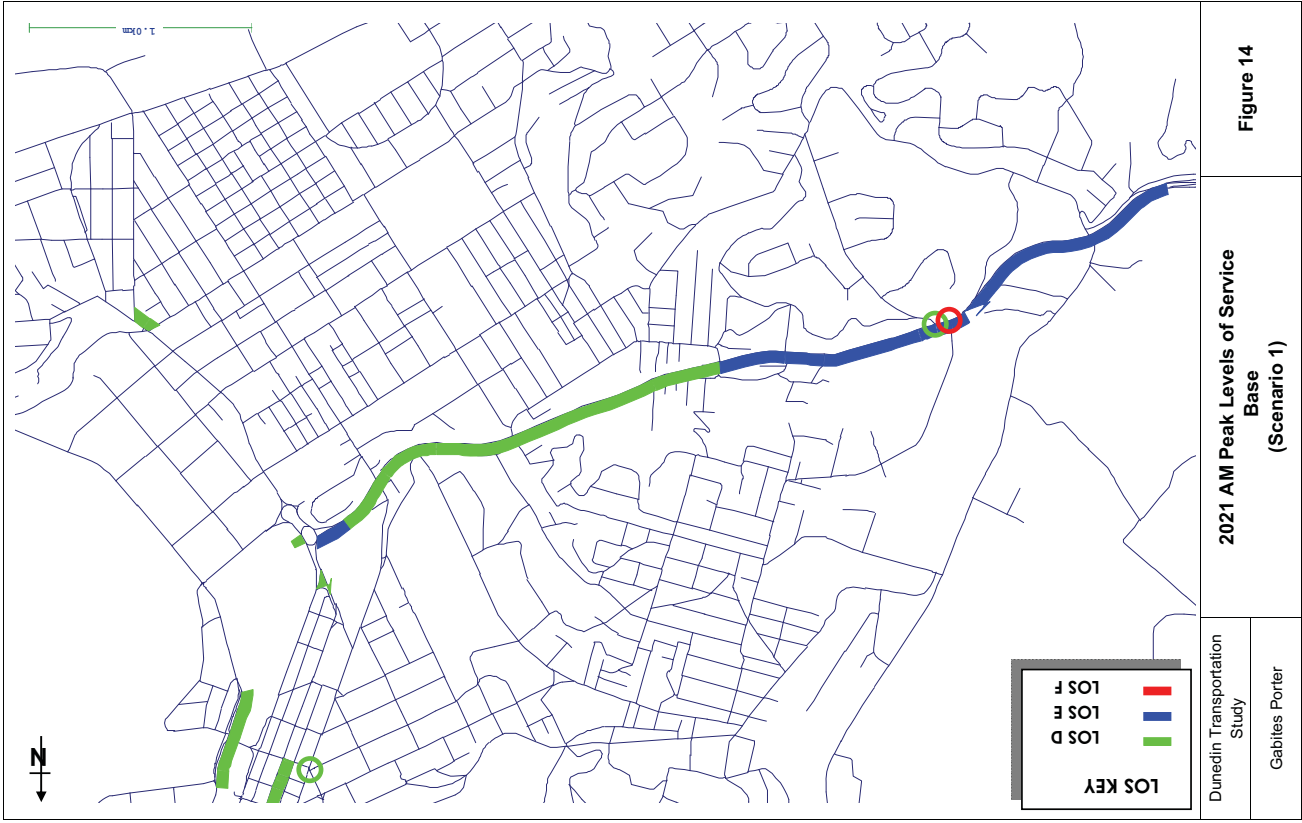 1.0km
N
LOS KEY
LOS D
LOS E
LOS F
Figure 14
2021 AM Peak Levels of Service
Base
(Scenario 1)
Dunedin Transportation
Study
Gabites Porter